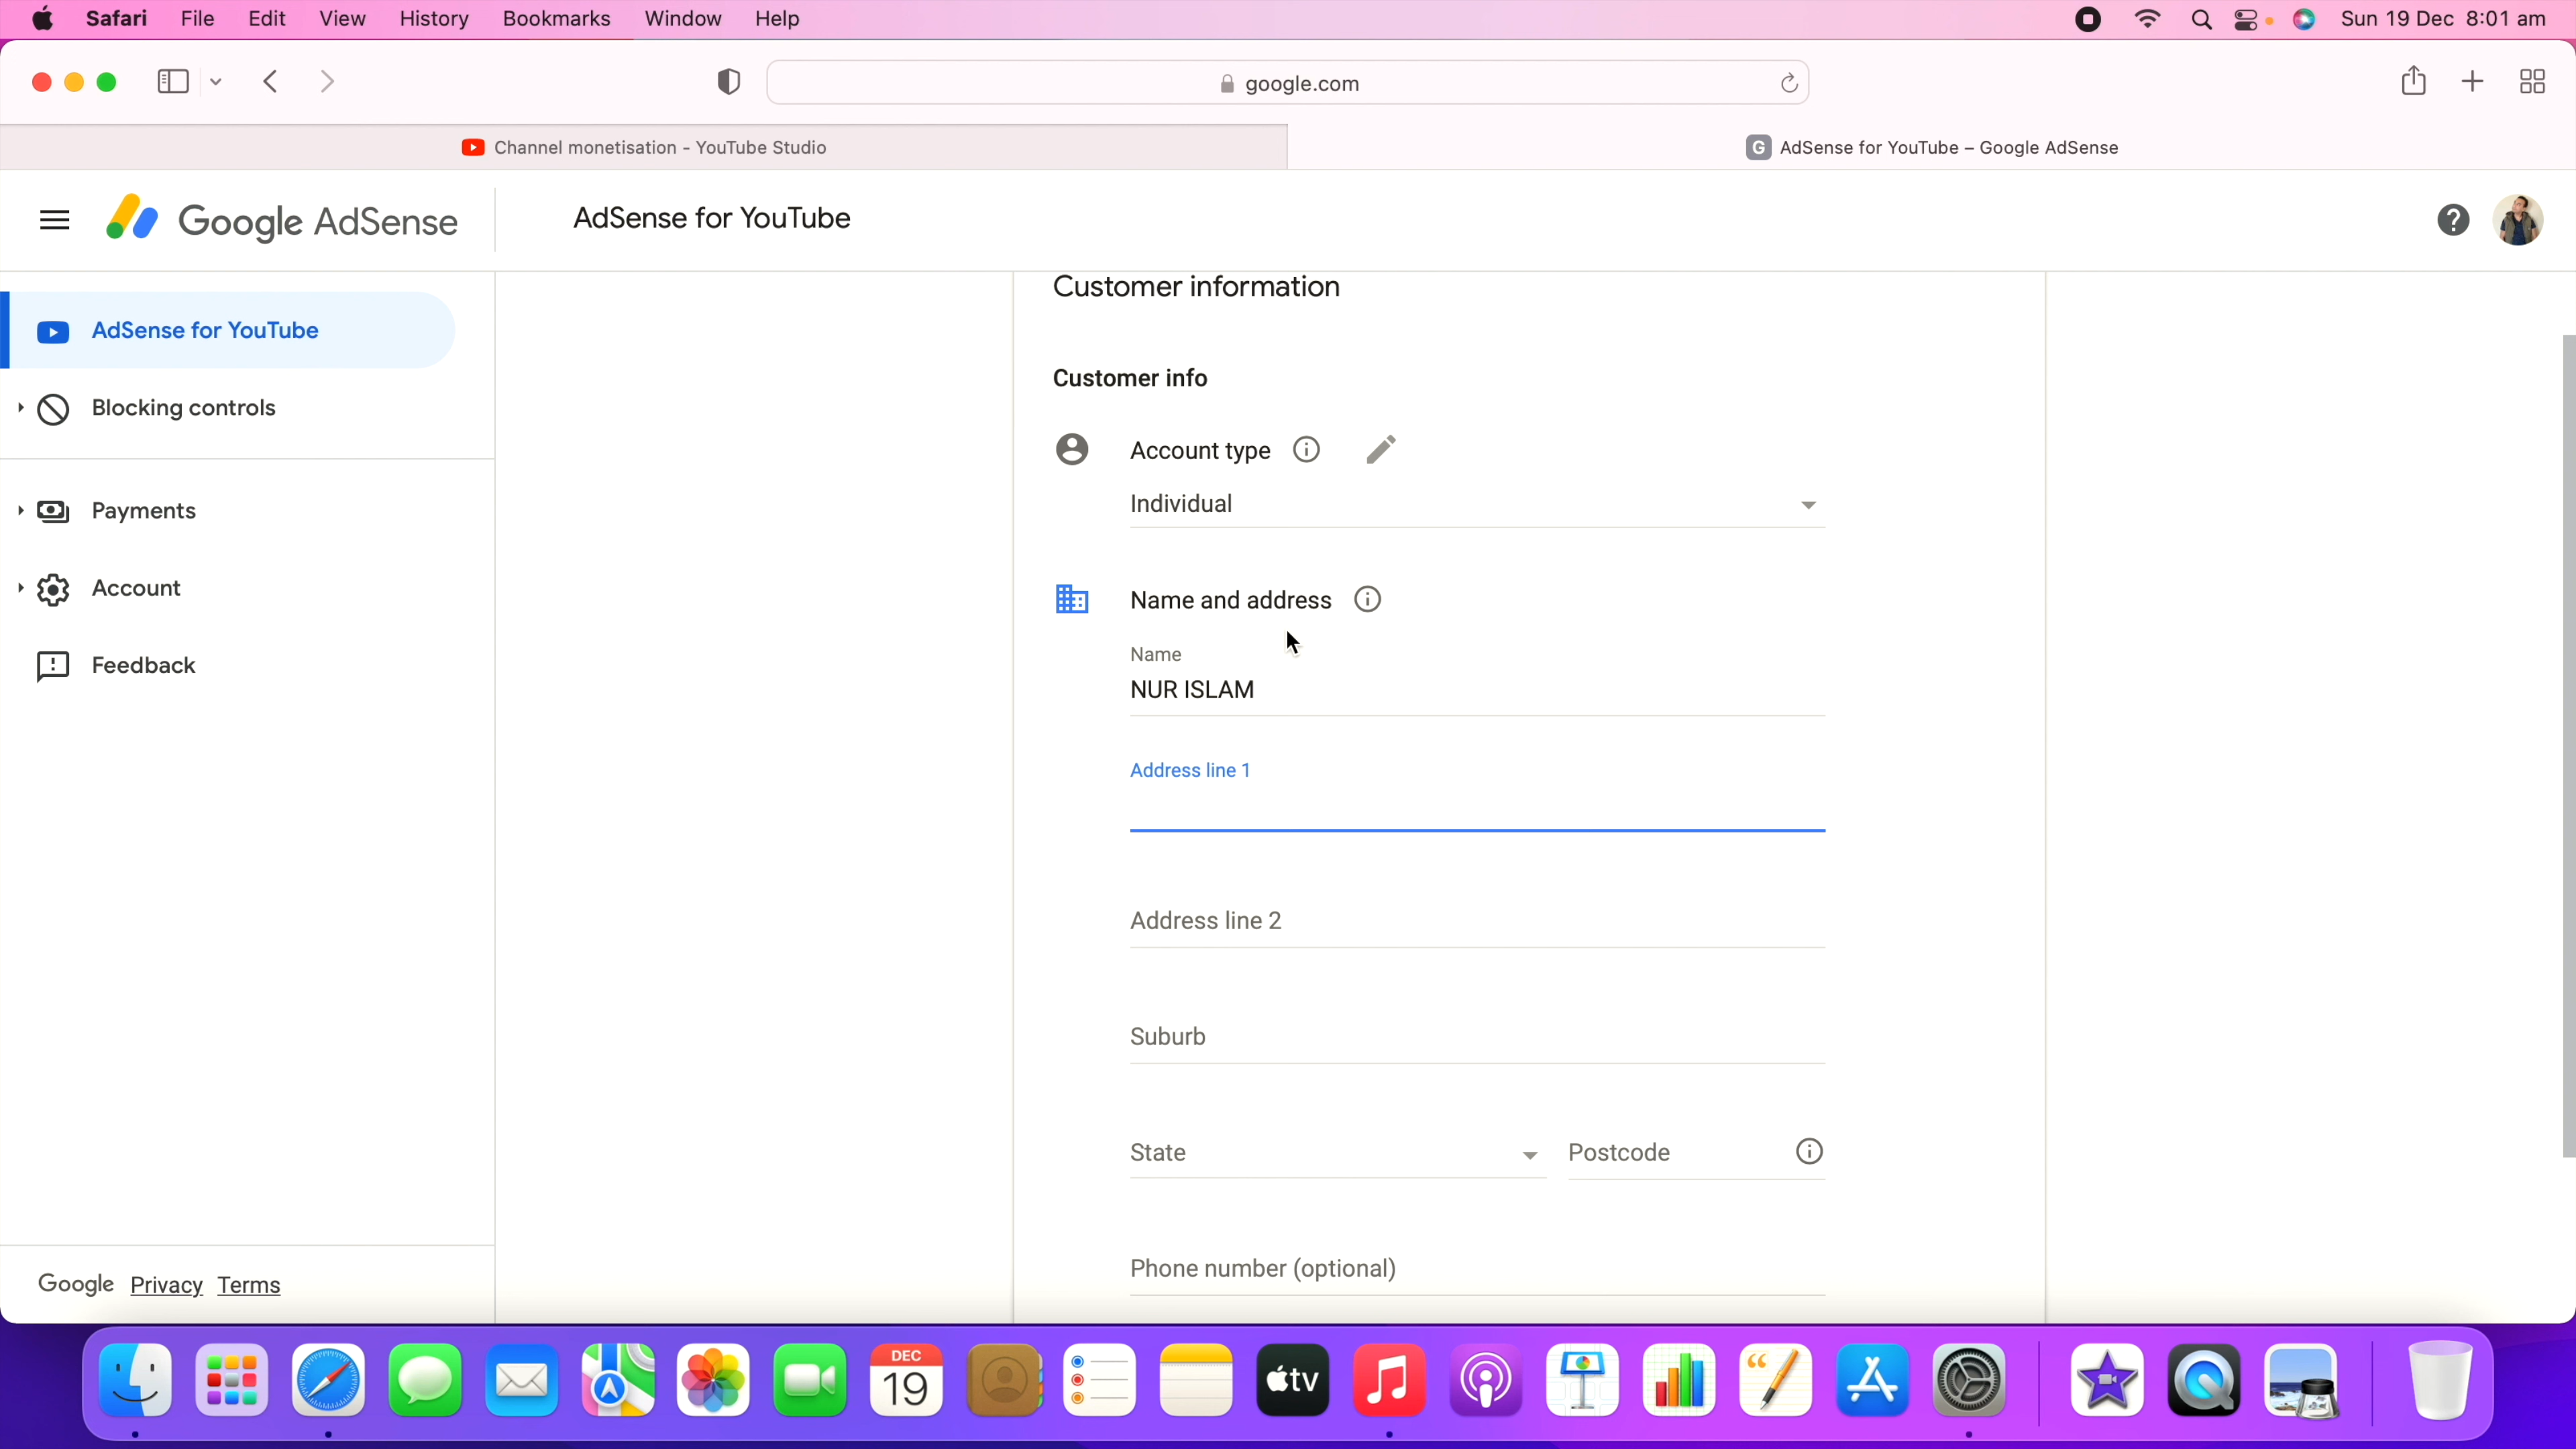 Safari File Edit View History Bookmarks Window Help Sun 19 Dec 8:01 am
google.com
Channel monetisation - YouTube Studio
G AdSense for YouTube – Google AdSense
Google AdSense
AdSense for YouTube
AdSense for YouTube
Blocking controls
Payments
Account
Feedback
Google Privacy Terms
Customer information
Customer info
Account type
Individual
Name and address
Name
NUR ISLAM
Address line 1
Address line 2
Suburb
State
Postcode
Phone number (optional)
DEC
19
tv